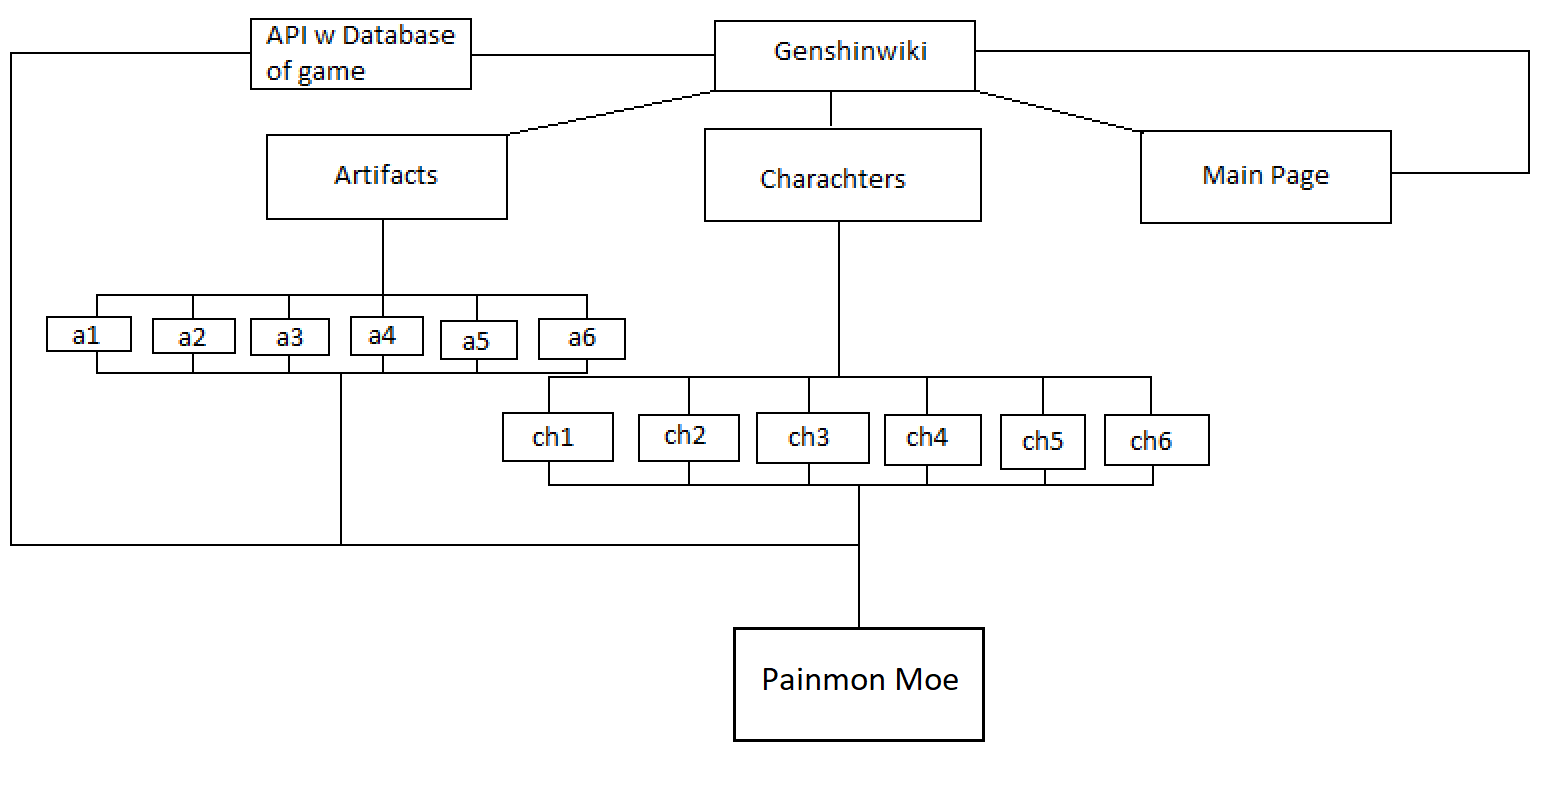 API w Database
of game
Genshinwiki
Artifacts
Charachters
Main Page
a1
a2
a3
a4
a5
a6
ch1
ch2
ch3
ch4
ch5
ch6
Painmon Moe